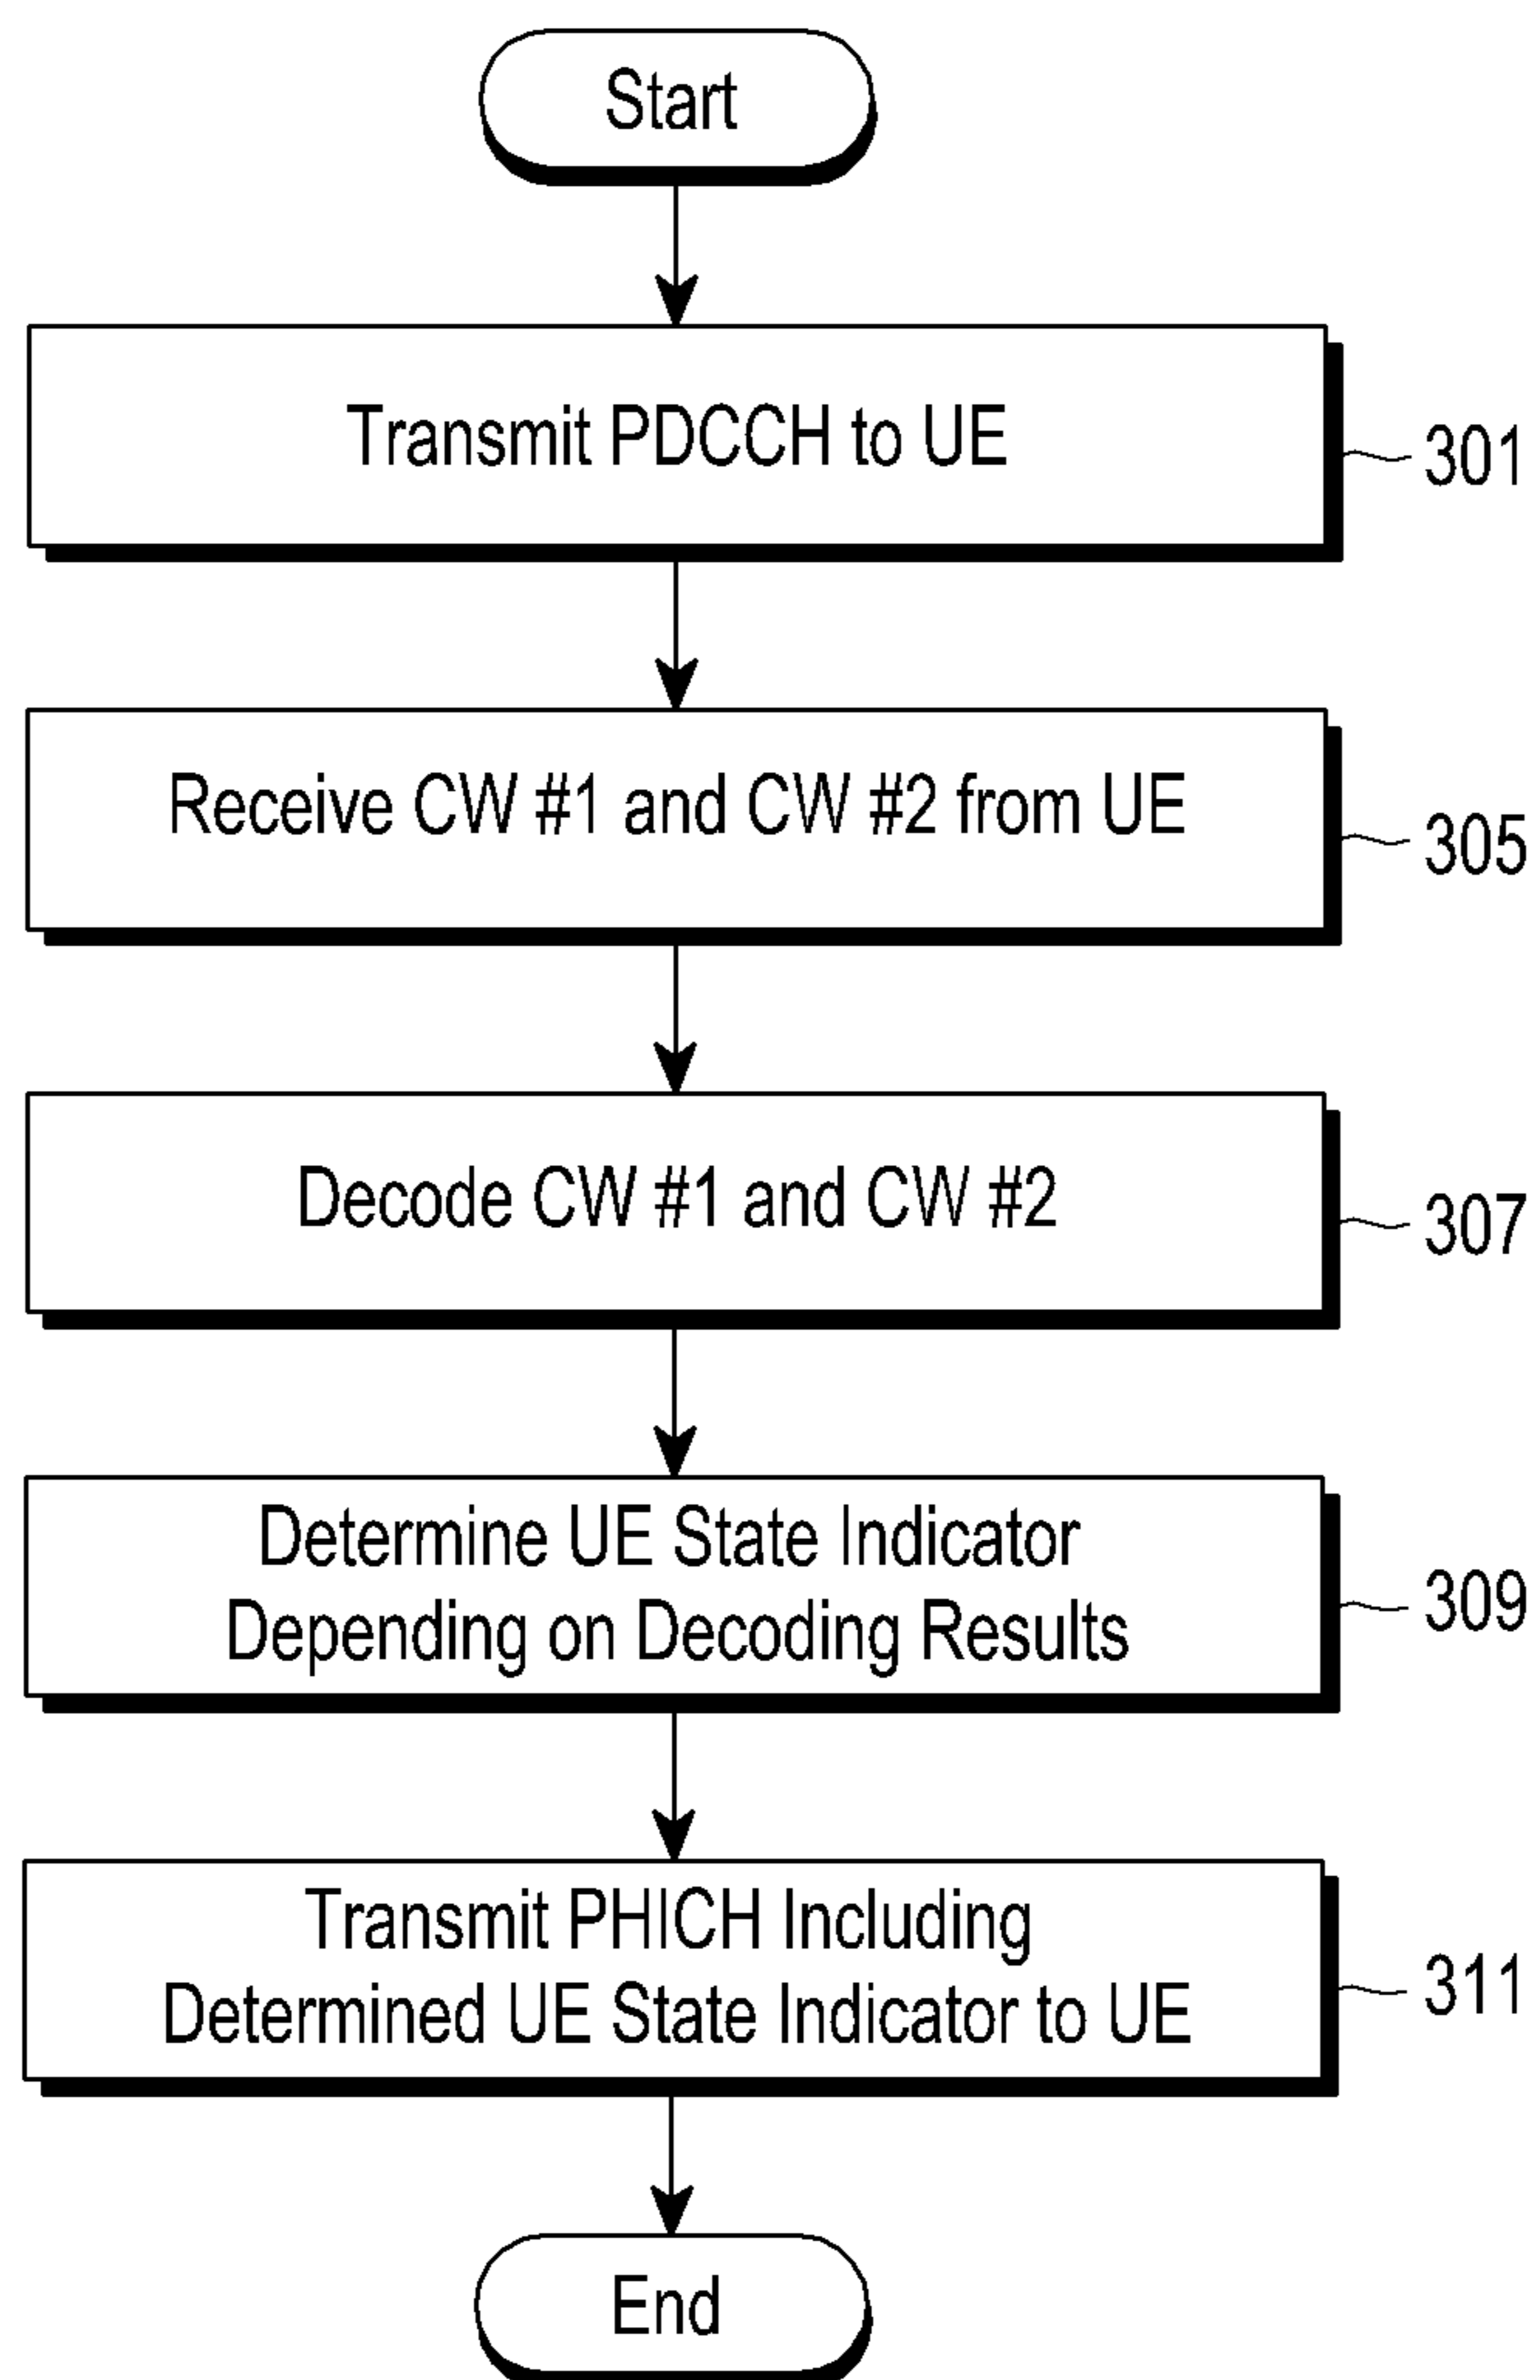 Start
Transmit PDCCH to UE
301
Receive CW #1 and CW #2 from UE
305
Decode CW #1 and CW #2
307
Determine UE State Indicator
Depending on Decoding Results
309
Transmit PHICH Including
Determined UE State Indicator to UE
311
End